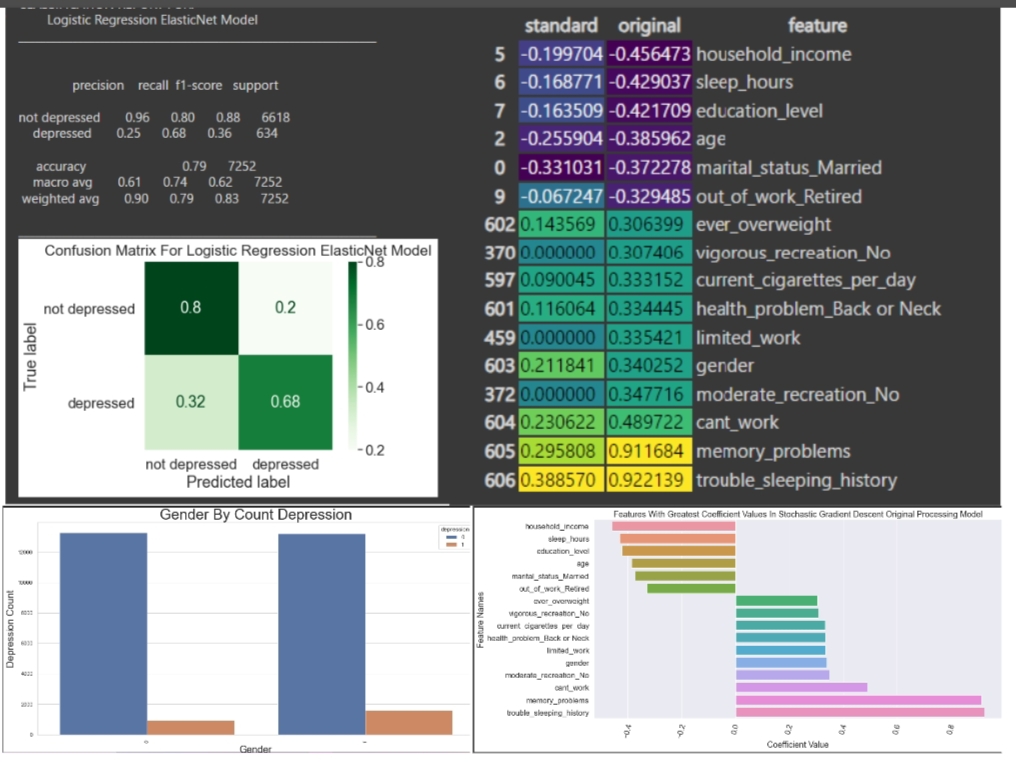 Logistic Regression ElasticNet Model
precision recall f1-score support
not depressed 0.96 0.80 0.88 6618
depressed 0.25 0.68 0.36 634
accuracy 0.79 7252
macro avg 0.61 0.74 0.62 7252
weighted avg 0.90 0.79 0.83 7252
standard original feature
5 -0.199704 -0.456473 household_income
6 -0.168771 -0.429037 sleep_hours
7 -0.163509 -0.421709 education_level
2 -0.255904 -0.385962 age
0 -0.331031 -0.372278 marital_status_Married
9 -0.067247 -0.329485 out_of_work_Retired
602 0.143569 0.306399 ever_overweight
370 0.000000 0.307406 vigorous_recreation_No
597 0.090045 0.333152 current_cigarettes_per_day
601 0.116064 0.334445 health_problem_Back or Neck
459 0.000000 0.335421 limited_work
603 0.211841 0.340252 gender
372 0.000000 0.347716 moderate_recreation_No
604 0.230622 0.489722 cant_work
605 0.295808 0.911684 memory_problems
606 0.388570 0.922139 trouble_sleeping_history
Confusion Matrix For Logistic Regression ElasticNet Model
True label
not depressed 0.8 0.2
depressed 0.32 0.68
not depressed depressed
Predicted label
0.8
0.6
0.4
0.2
Gender By Count Depression
depression
0
1
Depression Count
12000
10000
8000
6000
4000
2000
0
Gender
Features With Greatest Coefficient Values In Stochastic Gradient Descent Original Processing Model
Feature Names
household_income
sleep_hours
education_level
age
marital_status_Married
out_of_work_Retired
ever_overweight
vigorous_recreation_No
current_cigarettes_per_day
health_problem_Back or Neck
limited_work
gender
moderate_recreation_No
cant_work
memory_problems
trouble_sleeping_history
-0.4 -0.2 0.0 0.2 0.4 0.6 0.8
Coefficient Value